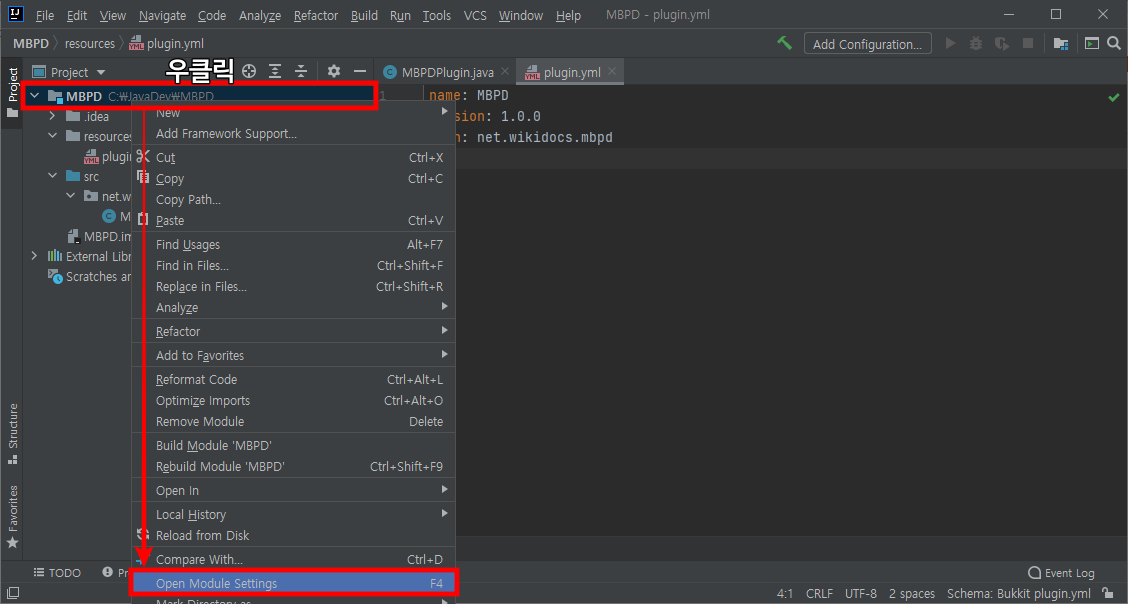 File Edit View Navigate Code Analyze Refactor Build Run Tools VCS Window Help MBPD - plugin.yml
MBPD resources plugin.yml Add Configuration...
Project 우클릭 MBPDPlugin.java plugin.yml
Project
MBPD C:\JavaDev\MBPD 1 name: MBPD
New
.idea sion: 1.0.0
Add Framework Support...
resources : net.wikidocs.mbpd
Cut Ctrl+X
plugi
Copy Ctrl+C
src
Copy Path...
net.w
Paste Ctrl+V
M
MBPD.im
Find Usages Alt+F7
External Libr
Find in Files... Ctrl+Shift+F
Scratches ar
Replace in Files... Ctrl+Shift+R
Analyze
Refactor
Add to Favorites
Reformat Code Ctrl+Alt+L
Optimize Imports Ctrl+Alt+O
Remove Module Delete
Structure
Build Module 'MBPD'
Rebuild Module 'MBPD' Ctrl+Shift+F9
Open In
Favorites
Local History
Reload from Disk
Compare With... Ctrl+D
TODO Pr Event Log
Open Module Settings F4
4:1 CRLF UTF-8 2 spaces Schema: Bukkit plugin.yml
Mark Directory as